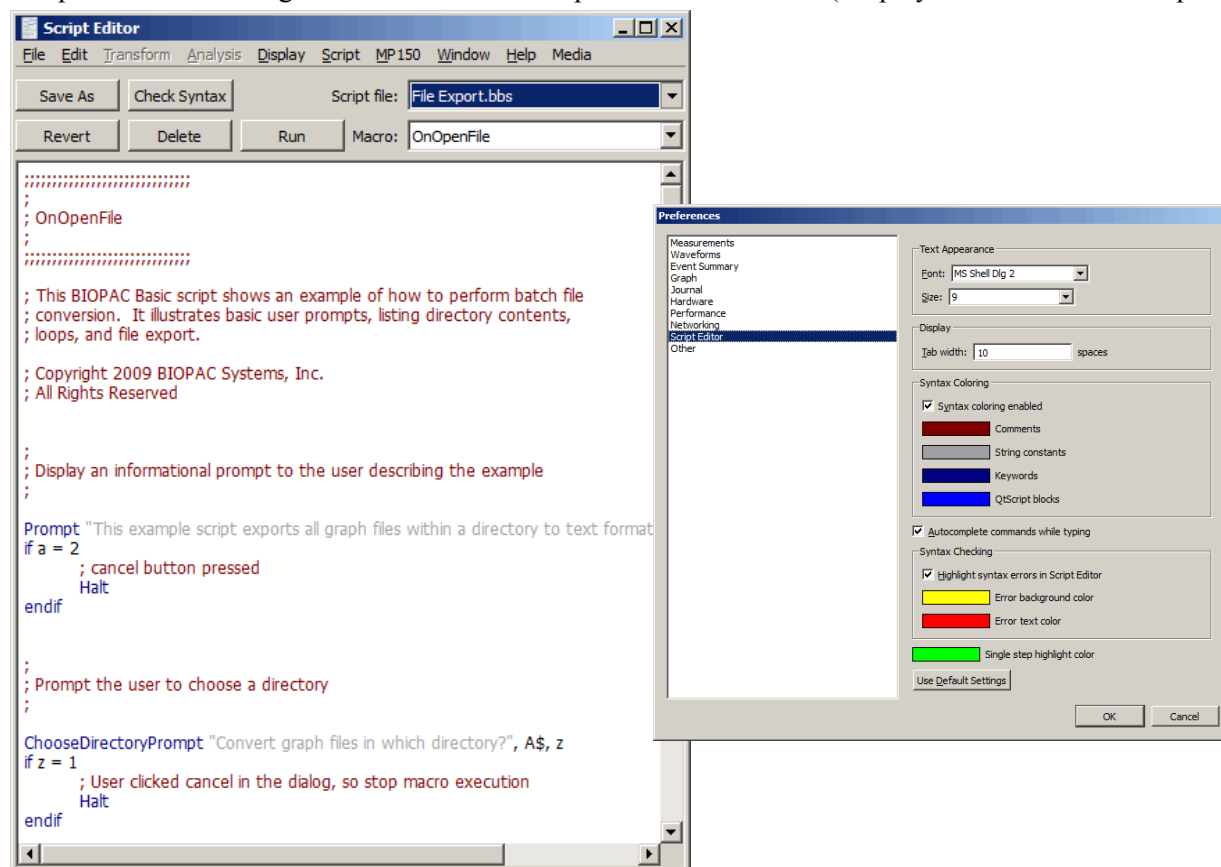 Script Editor
File Edit Transform Analysis Display Script MP150 Window Help Media
Save As Check Syntax Script file: File Export.bbs
Revert Delete Run Macro: OnOpenFile
;;;;;;;;;;;;;;;;;;;;;;;;;;;;;;
;
; OnOpenFile
;
;;;;;;;;;;;;;;;;;;;;;;;;;;;;;;
; This BIOPAC Basic script shows an example of how to perform batch file
; conversion. It illustrates basic user prompts, listing directory contents,
; loops, and file export.
; Copyright 2009 BIOPAC Systems, Inc.
; All Rights Reserved
;
; Display an informational prompt to the user describing the example
;
Prompt "This example script exports all graph files within a directory to text format
if a = 2
; cancel button pressed
Halt
endif
;
; Prompt the user to choose a directory
;
ChooseDirectoryPrompt "Convert graph files in which directory?", A$, z
if z = 1
; User clicked cancel in the dialog, so stop macro execution
Halt
endif
Preferences
Measurements
Waveforms
Event Summary
Graph
Journal
Hardware
Performance
Networking
Script Editor
Other
Text Appearance
Font: MS Shell Dlg 2
Size: 9
Display
Tab width: 10 spaces
Syntax Coloring
Syntax coloring enabled
Comments
String constants
Keywords
QtScript blocks
Autocomplete commands while typing
Syntax Checking
Highlight syntax errors in Script Editor
Error background color
Error text color
Single step highlight color
Use Default Settings
OK Cancel